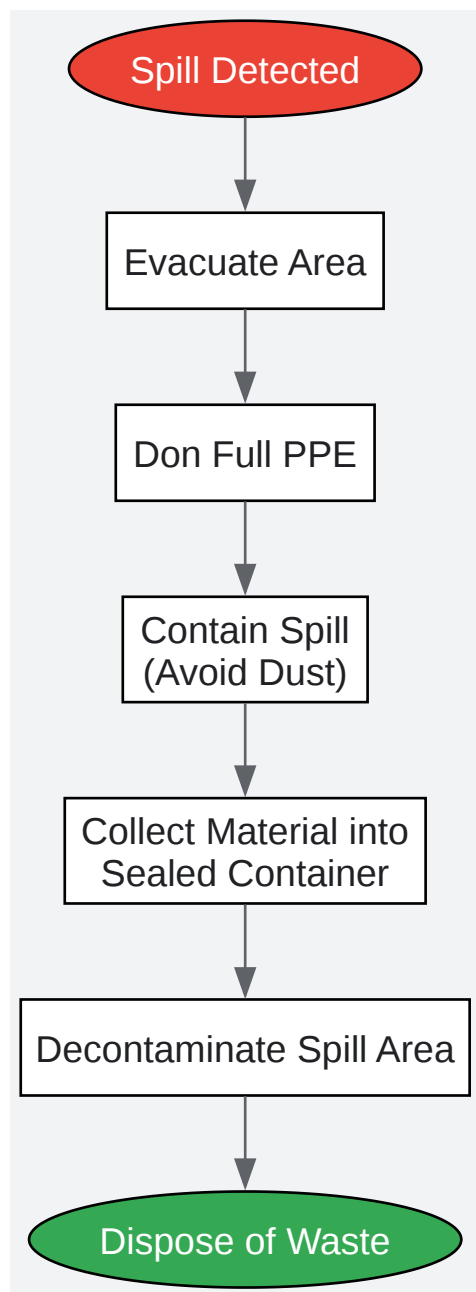 Spill Detected
Evacuate Area
Don Full PPE
Contain Spill
(Avoid Dust)
Collect Material into
Sealed Container
Decontaminate Spill Area
Dispose of Waste